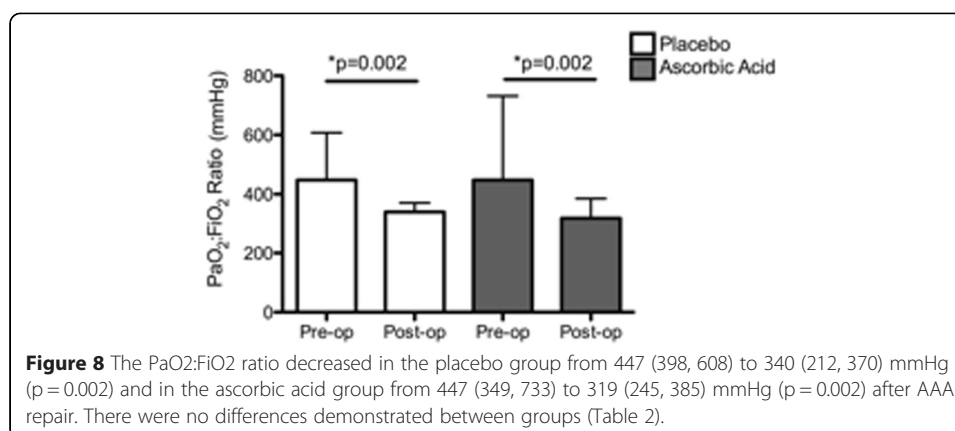 Placebo
Ascorbic Acid
*p=0.002
*p=0.002
800
600
400
200
0
PaO2:FiO2 Ratio (mmHg)
Pre-op Post-op Pre-op Post-op
Figure 8 The PaO2:FiO2 ratio decreased in the placebo group from 447 (398, 608) to 340 (212, 370) mmHg
(p = 0.002) and in the ascorbic acid group from 447 (349, 733) to 319 (245, 385) mmHg (p = 0.002) after AAA
repair. There were no differences demonstrated between groups (Table 2).